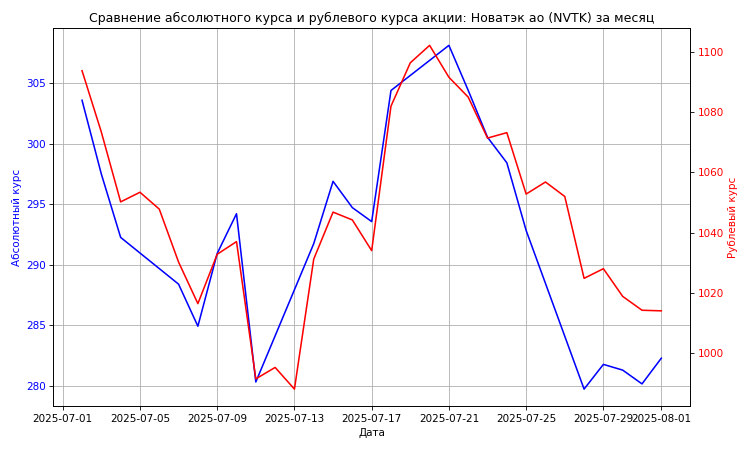 Сравнение абсолютного курса и рублевого курса акции: Новатэк ао (NVTK) за месяц
Абсолютный курс
305
300
295
290
285
280
1100
1080
1060
1040
1020
1000
Рублевый курс
2025-07-01 2025-07-05 2025-07-09 2025-07-13 2025-07-17 2025-07-21 2025-07-25 2025-07-29 2025-08-01
Дата